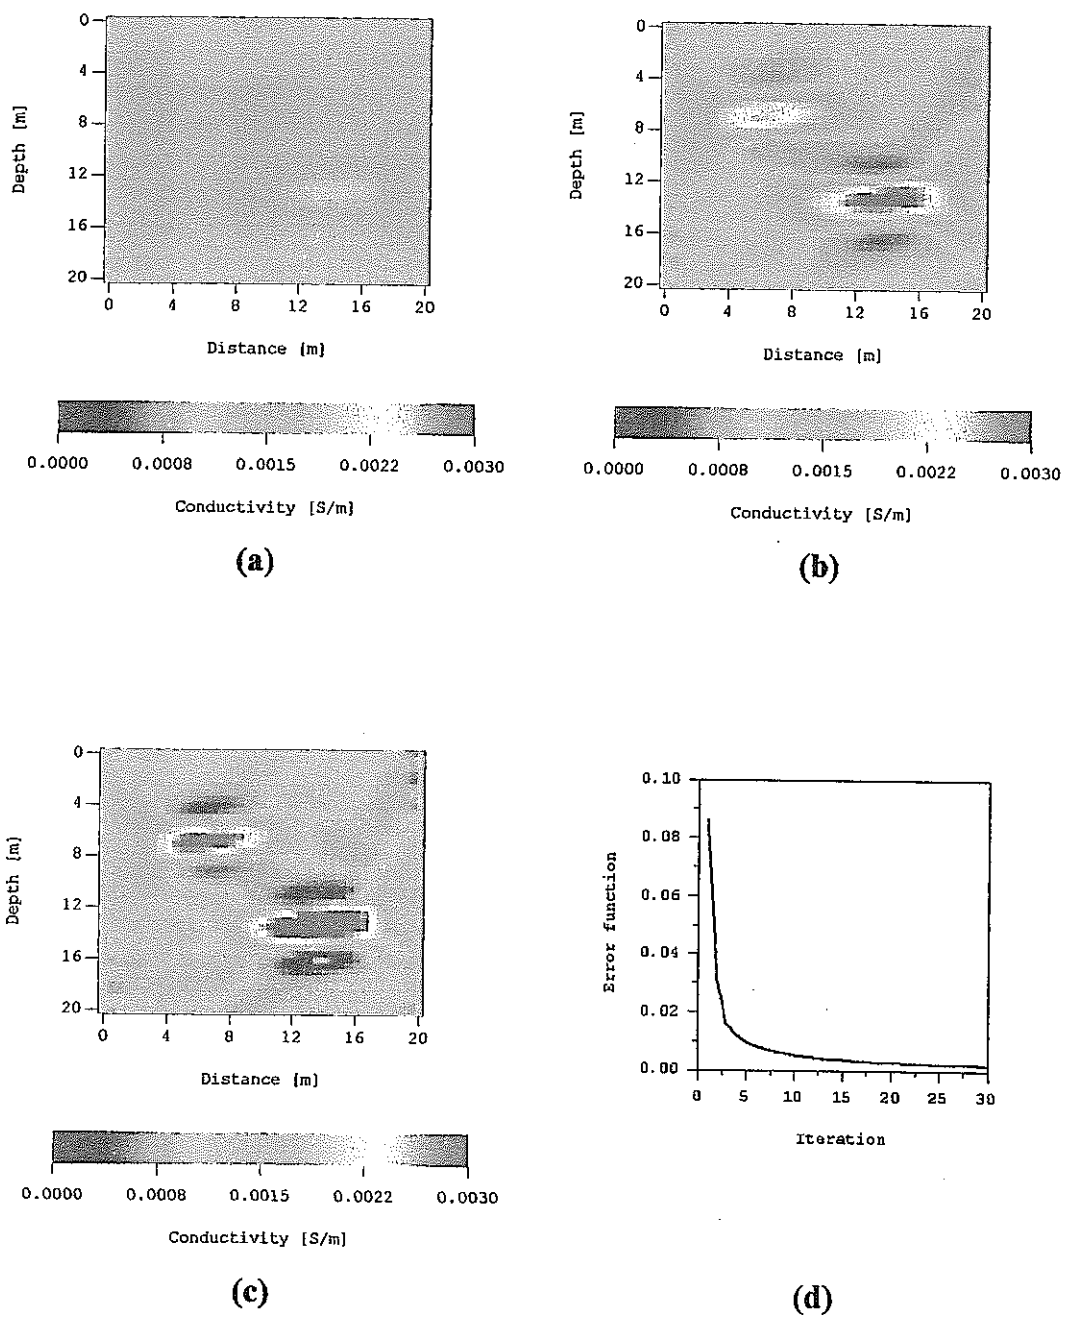 0
4
8
12
16
20
Depth [m]
0 4 8 12 16 20
Distance [m]
0.0000 0.0008 0.0015 0.0022 0.0030
Conductivity [S/m]
(a)
0
4
8
12
16
20
Depth [m]
0 4 8 12 16 20
Distance [m]
0.0000 0.0008 0.0015 0.0022 0.0030
Conductivity [S/m]
(b)
0
4
8
12
16
20
Depth [m]
0 4 8 12 16 20
Distance [m]
0.0000 0.0008 0.0015 0.0022 0.0030
Conductivity [S/m]
(c)
0.10
0.08
0.06
0.04
0.02
0.00
Error function
0 5 10 15 20 25 30
Iteration
(d)